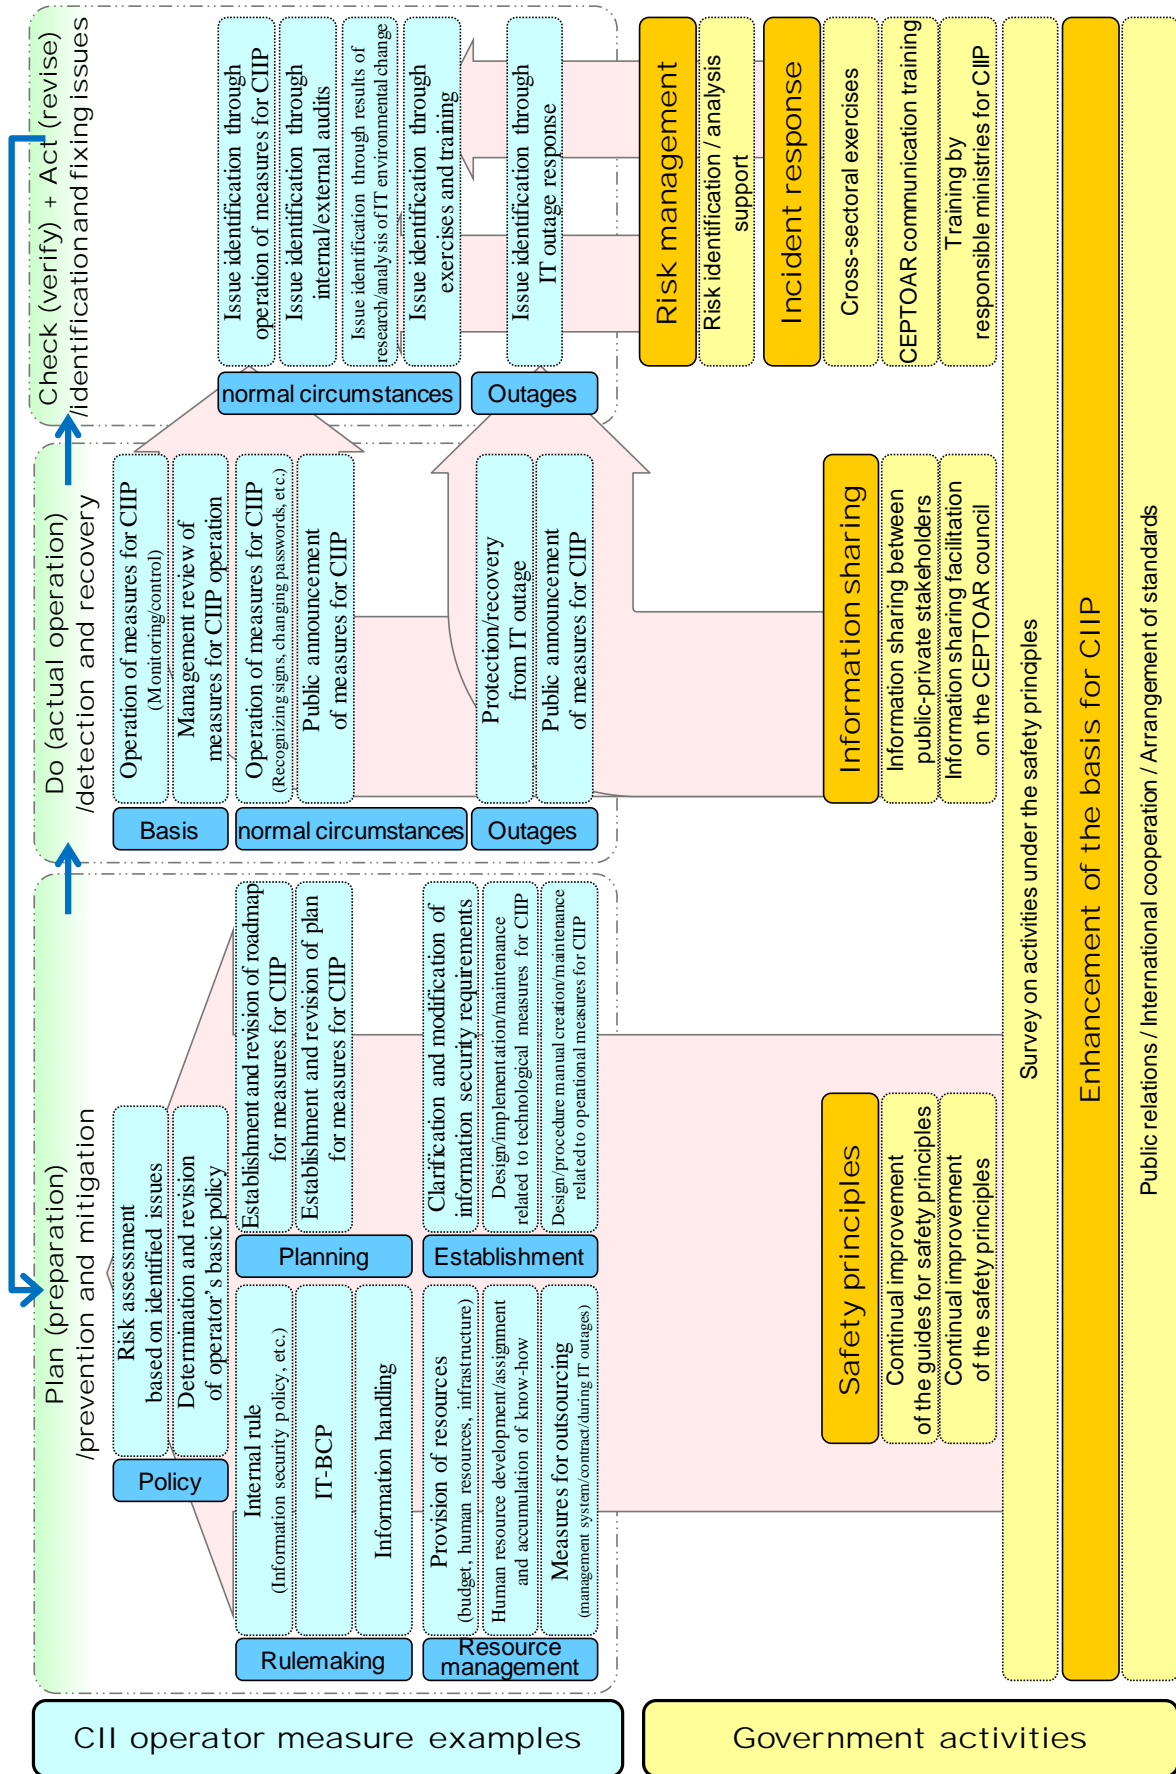 CII operator measure examples
Plan (preparation)
/prevention and mitigation
Policy
Risk assessment
based on identified issues
Determination and revision
of operator's basic policy
Rulemaking
Internal rule
(Information security policy, etc.)
IT-BCP
Information handling
Planning
Establishment and revision of roadmap
for measures for CIIP
Establishment and revision of plan
for measures for CIIP
Resource
management
Provision of resources
(budget, human resources, infrastructure)
Human resource development/assignment
and accumulation of know-how
Measures for outsourcing
(management system/contract/during IT outages)
Establishment
Clarification and modification of
information security requirements
Design/implementation/maintenance
related to technological measures for CIIP
Design/procedure manual creation/maintenance
related to operational measures for CIIP
Do (actual operation)
/detection and recovery
Basis
Operation of measures for CIIP
(Monitoring/control)
Management review of
measures for CIIP operation
normal circumstances
Operation of measures for CIIP
(Recognizing signs, changing passwords, etc.)
Public announcement
of measures for CIIP
Outages
Protection/recovery
from IT outage
Public announcement
of measures for CIIP
Check (verify) + Act (revise)
/identification and fixing issues
normal circumstances
Issue identification through
operation of measures for CIIP
Issue identification through
internal/external audits
Issue identification through results of
research/analysis of IT environmental change
Issue identification through
exercises and training
Outages
Issue identification through
IT outage response
Government activities
Safety principles
Continual improvement
of the guides for safety principles
Continual improvement
of the safety principles
Information sharing
Information sharing between
public-private stakeholders
Information sharing facilitation
on the CEPTOAR council
Risk management
Risk identification / analysis
support
Incident response
Cross-sectoral exercises
CEPTOAR communication training
Training by
responsible ministries for CIIP
Survey on activities under the safety principles
Enhancement of the basis for CIIP
Public relations / International cooperation / Arrangement of standards